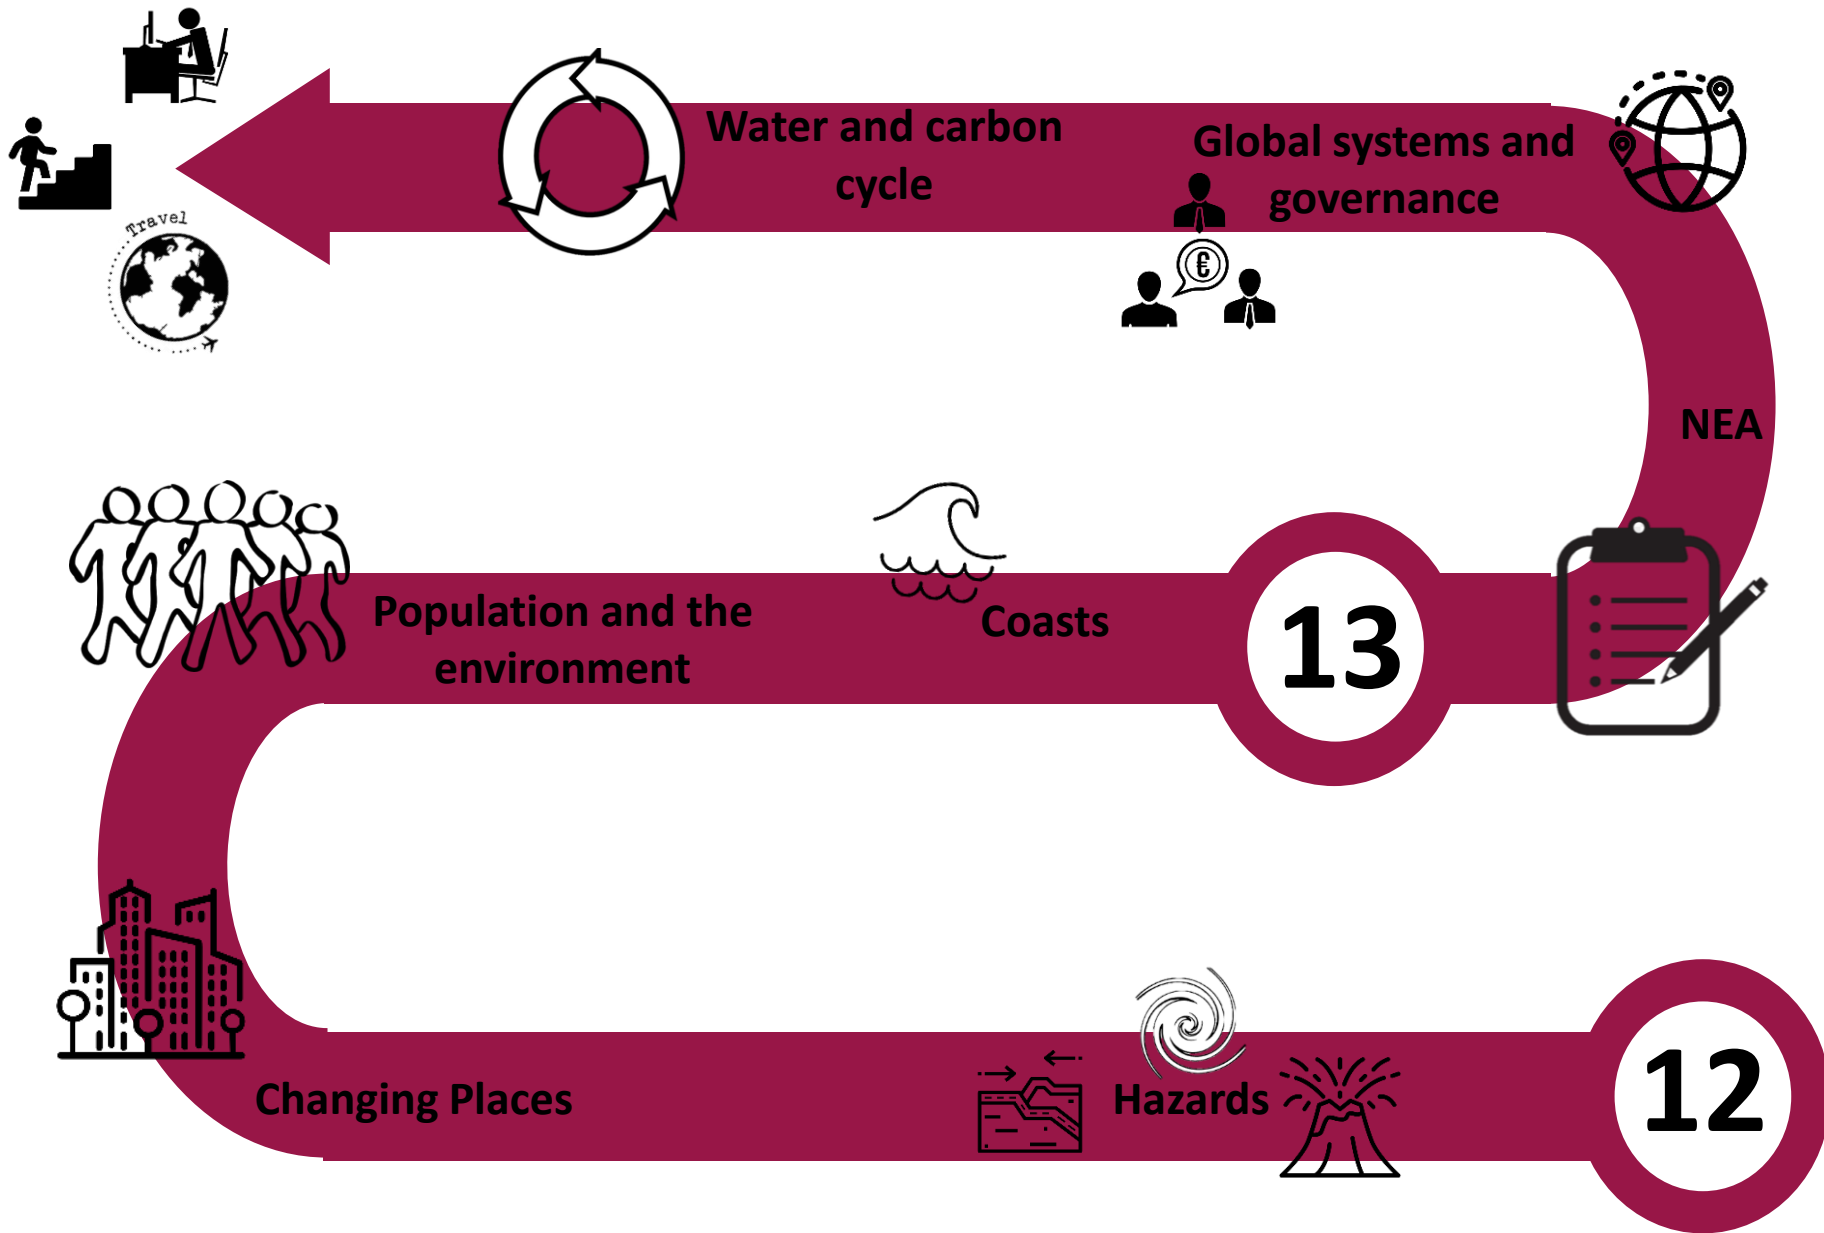 Travel
Water and carbon
cycle
Global systems and
governance
€
NEA
Population and the
environment
Coasts
13
Changing Places
Hazards
12